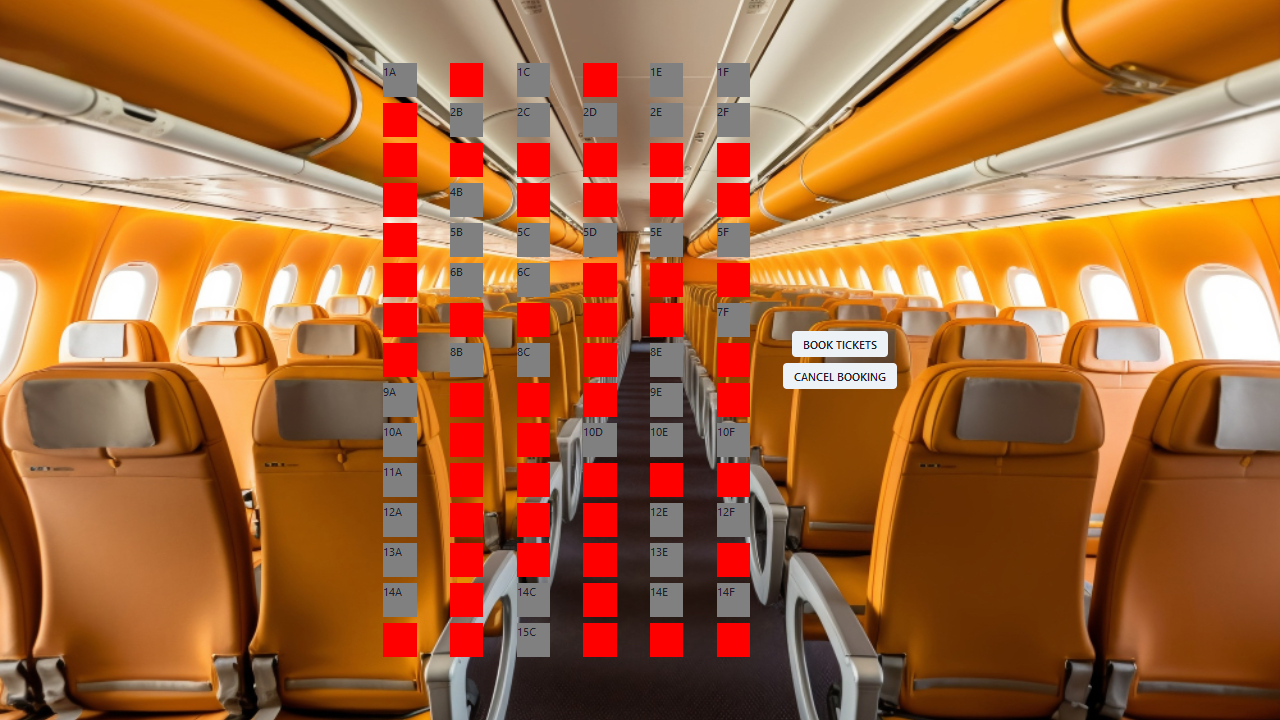 1A 1C 1E 1F
2B 2C 2D 2E 2F
4B
5B 5C 5D 5E 5F
6B 6C
7F
BOOK TICKETS
8B 8C 8E
CANCEL BOOKING
9A 9E
10A 10D 10E 10F
11A
12A 12E 12F
13A 13E
14A 14C 14E 14F
15C